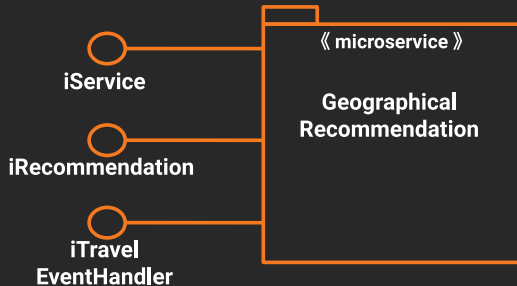 《 microservice 》
Geographical
Recommendation
iService
iRecommendation
iTravel
EventHandler